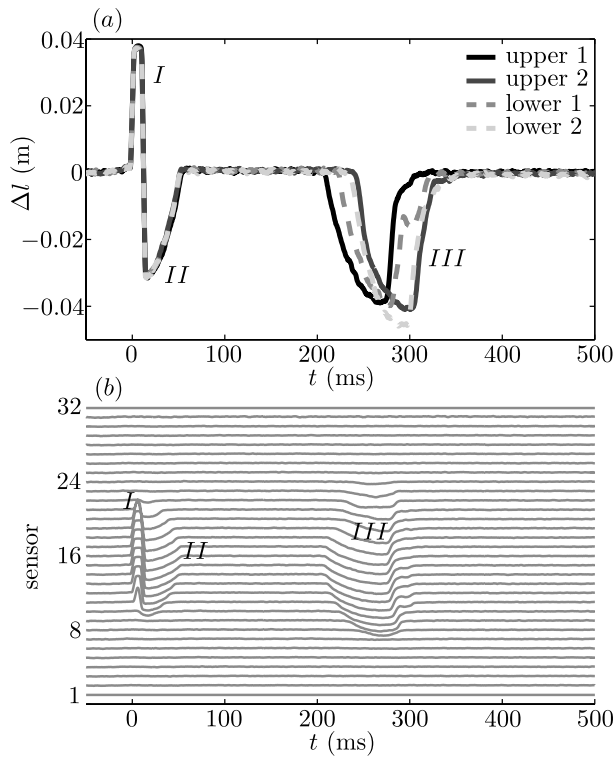 (a)
0.04
0.02
0
−0.02
−0.04
Δl (m)
I
II
III
upper 1
upper 2
lower 1
lower 2
0 100 200 300 400 500
t (ms)
(b)
32
24
16
8
1
sensor
I
II
III
0 100 200 300 400 500
t (ms)